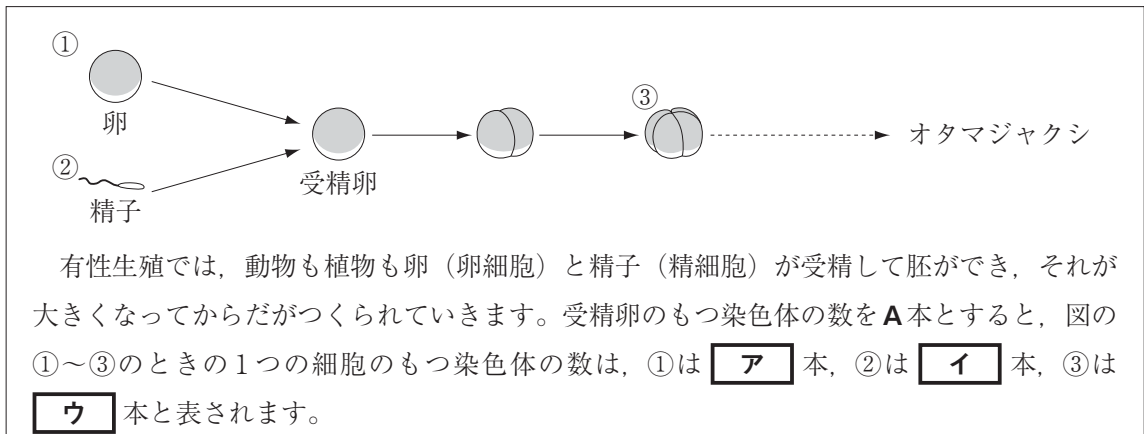 ①
卵
②
精子
受精卵
③
オタマジャクシ
有性生殖では，動物も植物も卵（卵細胞）と精子（精細胞）が受精して胚ができ，それが
大きくなってからだがつくられていきます。受精卵のもつ染色体の数をA本とすると，図の
①～③のときの１つの細胞のもつ染色体の数は，①は ア 本，②は イ 本，③は
ウ 本と表されます。